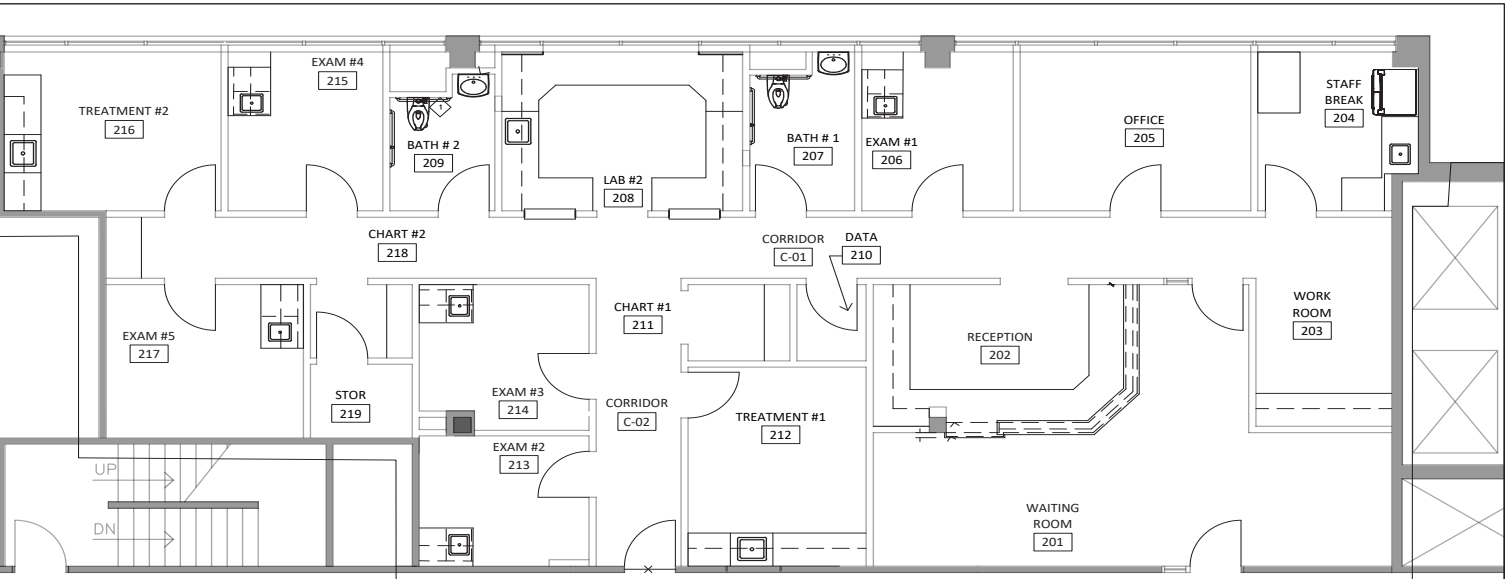 TREATMENT #2
216
EXAM #4
215
BATH # 2
209
1
LAB #2
208
BATH # 1
207
EXAM #1
206
OFFICE
205
STAFF
BREAK
204
CHART #2
218
CORRIDOR
C-01
DATA
210
EXAM #5
217
STOR
219
CHART #1
211
EXAM #3
214
EXAM #2
213
CORRIDOR
C-02
TREATMENT #1
212
RECEPTION
202
WORK
ROOM
203
WAITING
ROOM
201
UP
DN